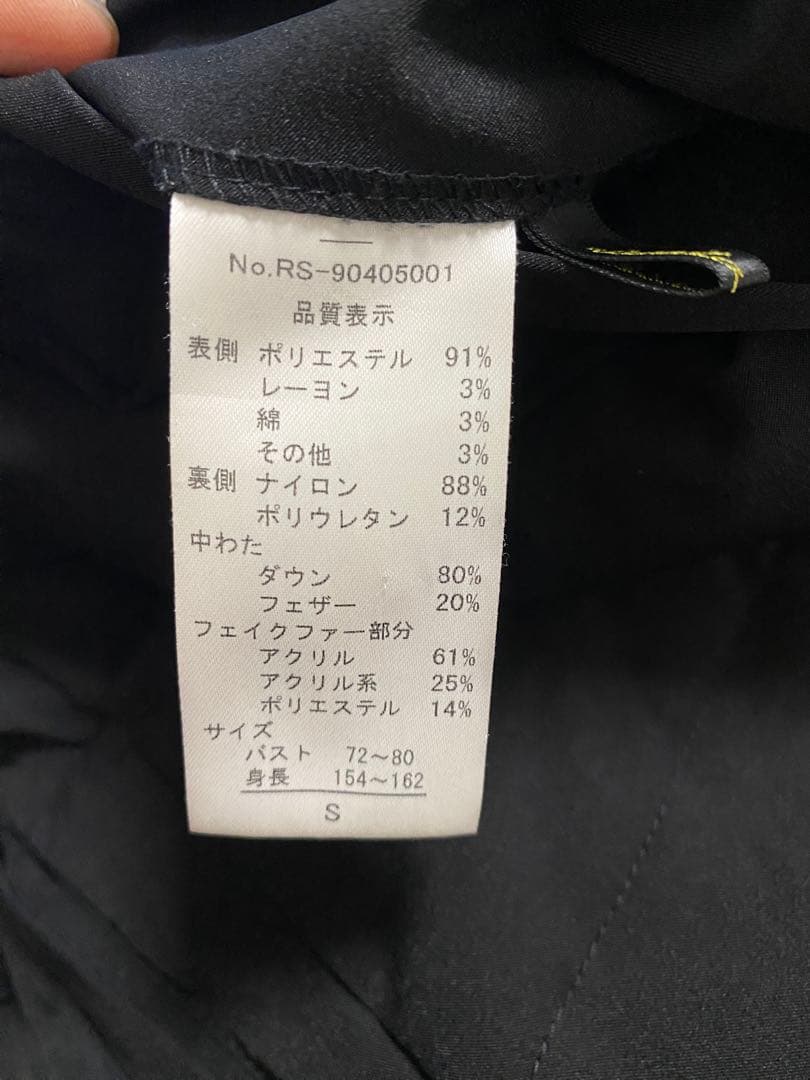 No.RS-90405001
品質表示
表側 ポリエステル 91%
レーヨン 3%
綿 3%
その他 3%
裏側 ナイロン 88%
ポリウレタン 12%
中わた
ダウン 80%
フェザー 20%
フェイクファー部分
アクリル 61%
アクリル系 25%
ポリエステル 14%
サイズ
バスト 72〜80
身長 154〜162
S